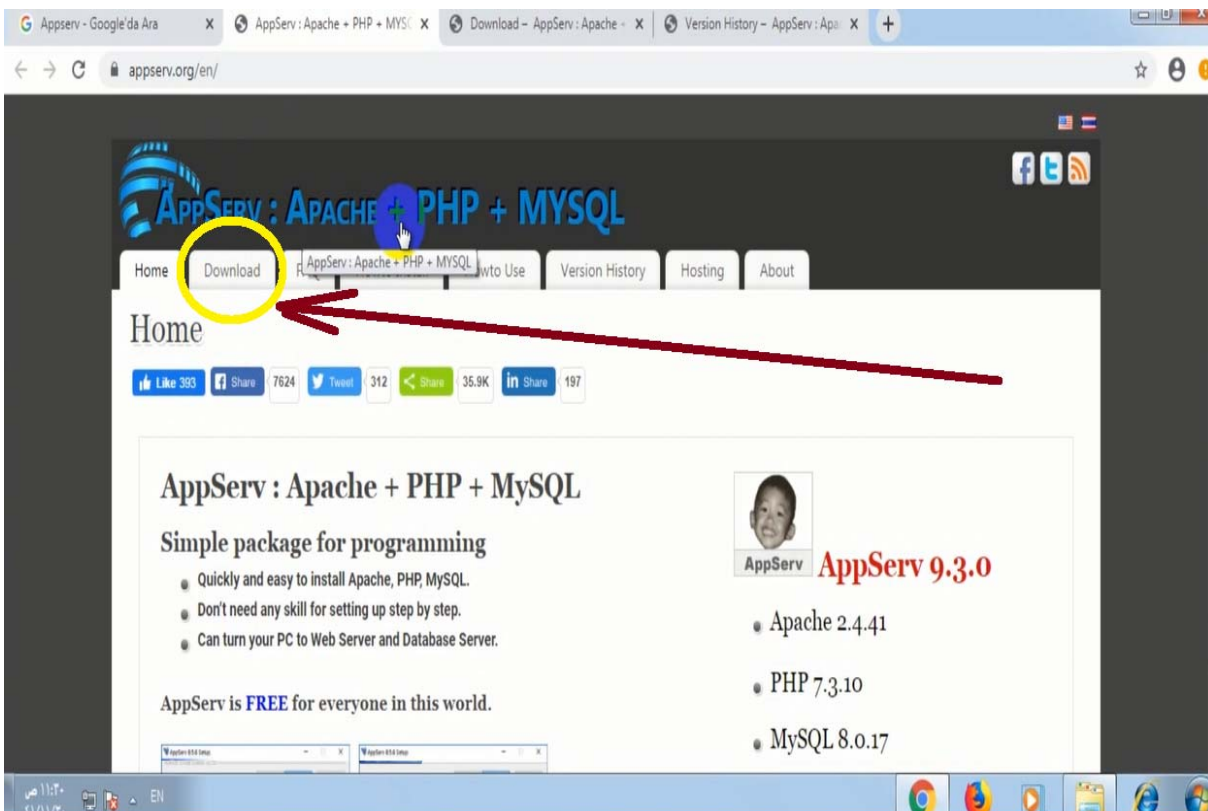 Appserv - Google'da Ara
AppServ : Apache + PHP + MYSC
Download – AppServ : Apache +
Version History – AppServ : Apa
appserv.org/en/
APPSERV : APACHE + PHP + MYSQL
Home
Download
AppServ : Apache + PHP + MYSQL
Use
Version History
Hosting
About
Home
Like 393
Share
7624
Tweet
312
Share
35.9K
in Share
197
AppServ : Apache + PHP + MySQL
Simple package for programming
Quickly and easy to install Apache, PHP, MySQL.
Don't need any skill for setting up step by step.
Can turn your PC to Web Server and Database Server.
AppServ is FREE for everyone in this world.
AppServ
AppServ 9.3.0
Apache 2.4.41
PHP 7.3.10
MySQL 8.0.17
EN
١١:٣٠ ص